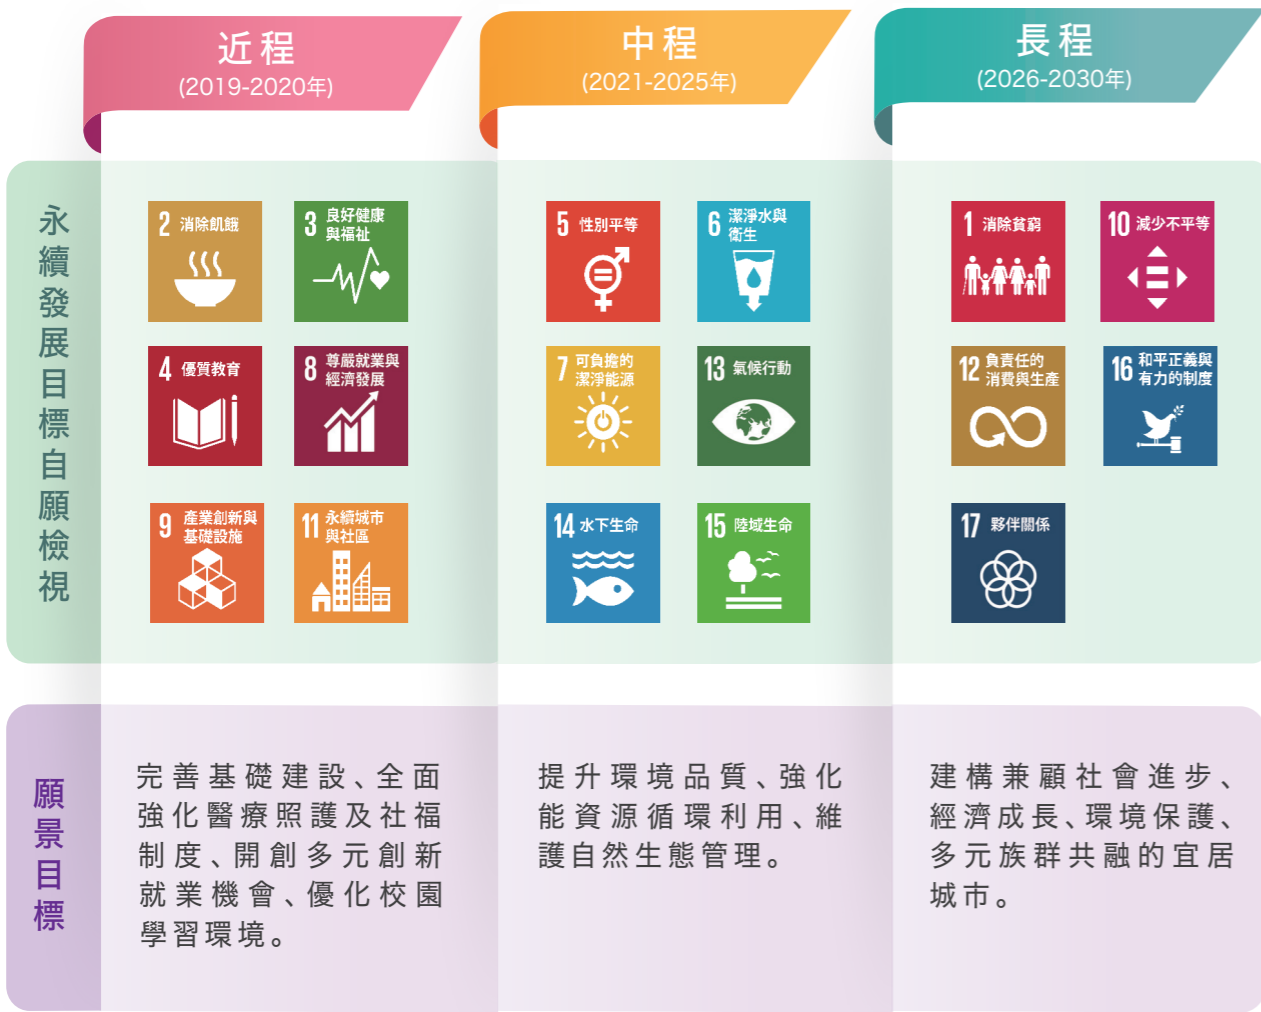 近程
(2019-2020年)
中程
(2021-2025年)
長程
(2026-2030年)
永續發展目標自願檢視
2 消除飢餓
3 良好健康
與福祉
4 優質教育
8 尊嚴就業與
經濟發展
9 產業創新與
基礎設施
11 永續城市
與社區
5 性別平等
6 潔淨水與
衛生
7 可負擔的
潔淨能源
13 氣候行動
14 水下生命
15 陸域生命
1 消除貧窮
10 減少不平等
12 負責任的
消費與生產
16 和平正義與
有力的制度
17 夥伴關係
願景目標
完善基礎建設、全面
強化醫療照護及社福
制度、開創多元創新
就業機會、優化校園
學習環境。
提升環境品質、強化
能資源循環利用、維
護自然生態管理。
建構兼顧社會進步、
經濟成長、環境保護、
多元族群共融的宜居
城市。